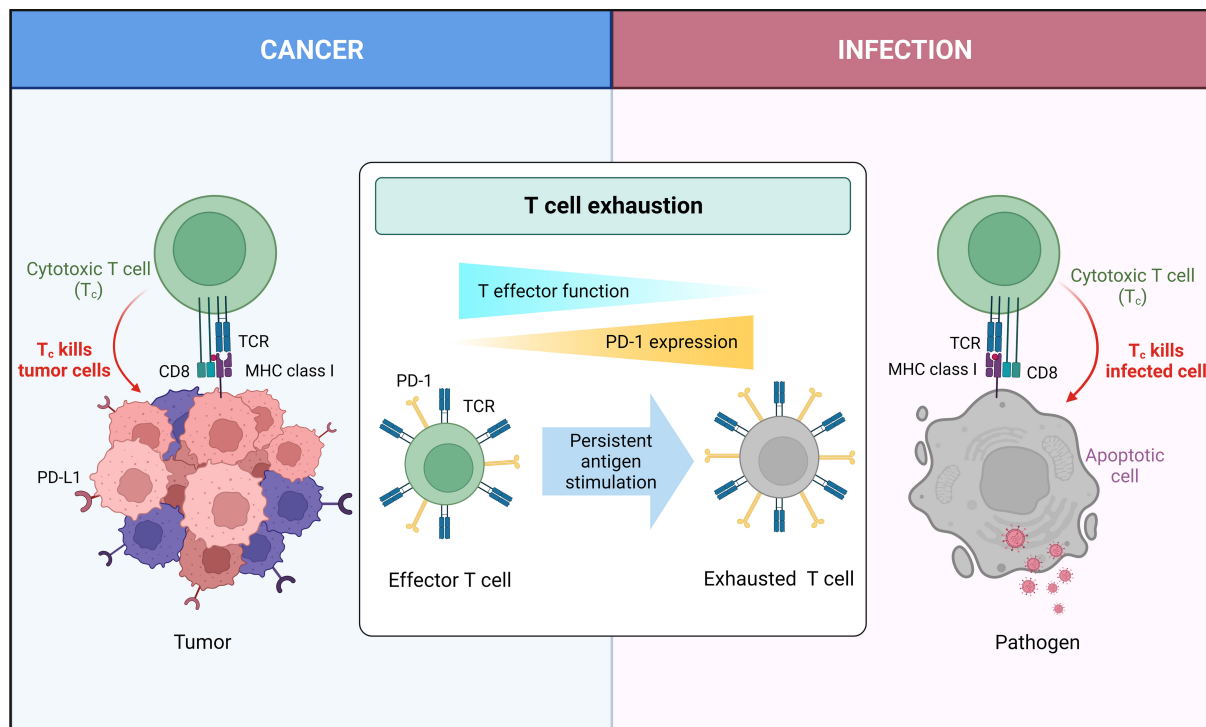 CANCER
INFECTION
T cell exhaustion
Cytotoxic T cell
(Tc)
Tc kills
tumor cells
TCR
CD8
MHC class I
PD-L1
Tumor
T effector function
PD-1 expression
PD-1
TCR
Persistent
antigen
stimulation
Effector T cell
Exhausted T cell
Cytotoxic T cell
(Tc)
TCR
MHC class I
CD8
Tc kills
infected cell
Apoptotic
cell
Pathogen